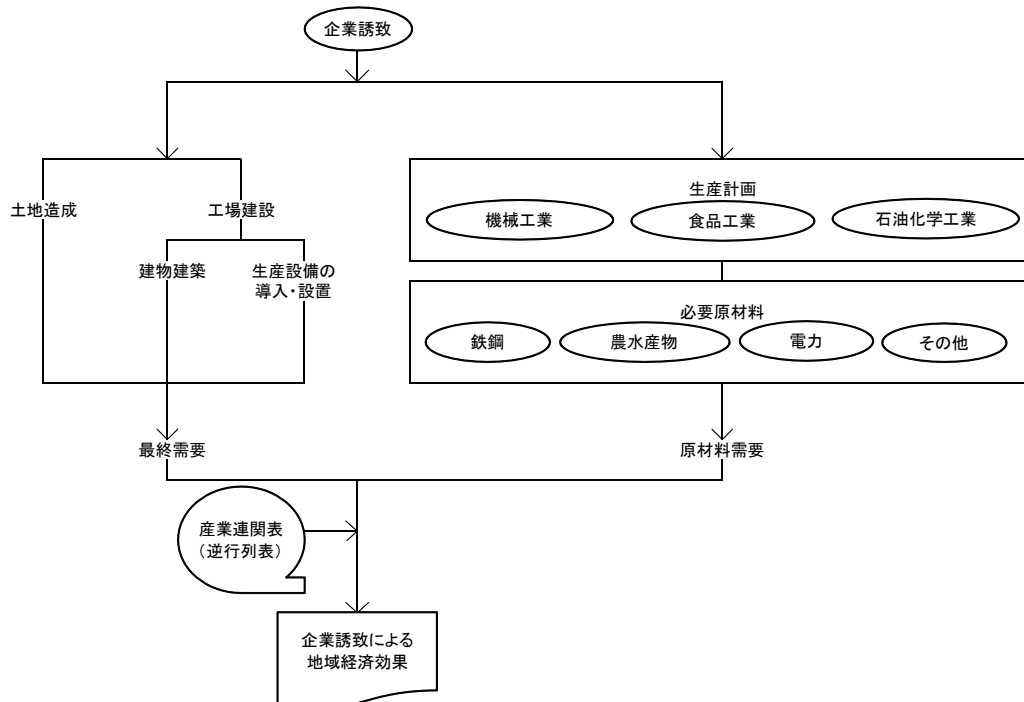 企業誘致
土地造成
工場建設
建物建築
生産設備の
導入・設置
生産計画
機械工業
食品工業
石油化学工業
必要原材料
鉄鋼
農水産物
電力
その他
最終需要
原材料需要
産業連関表
（逆行列表）
企業誘致による
地域経済効果